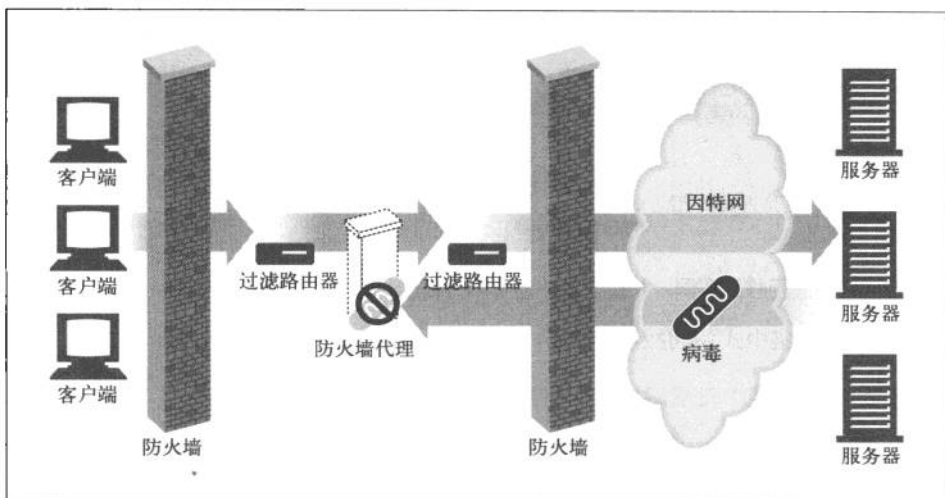 客户端
客户端
客户端
防火墙
过滤路由器
防火墙代理
过滤路由器
防火墙
因特网
病毒
服务器
服务器
服务器